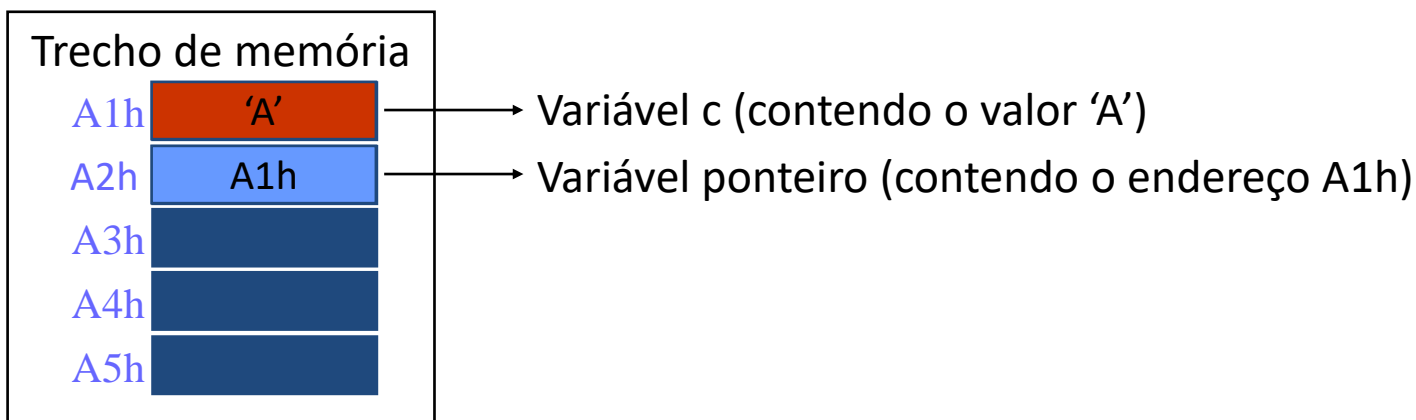 Trecho de memória
A1h ‘A’ Variável c (contendo o valor ‘A’)
A2h A1h Variável ponteiro (contendo o endereço A1h)
A3h
A4h
A5h